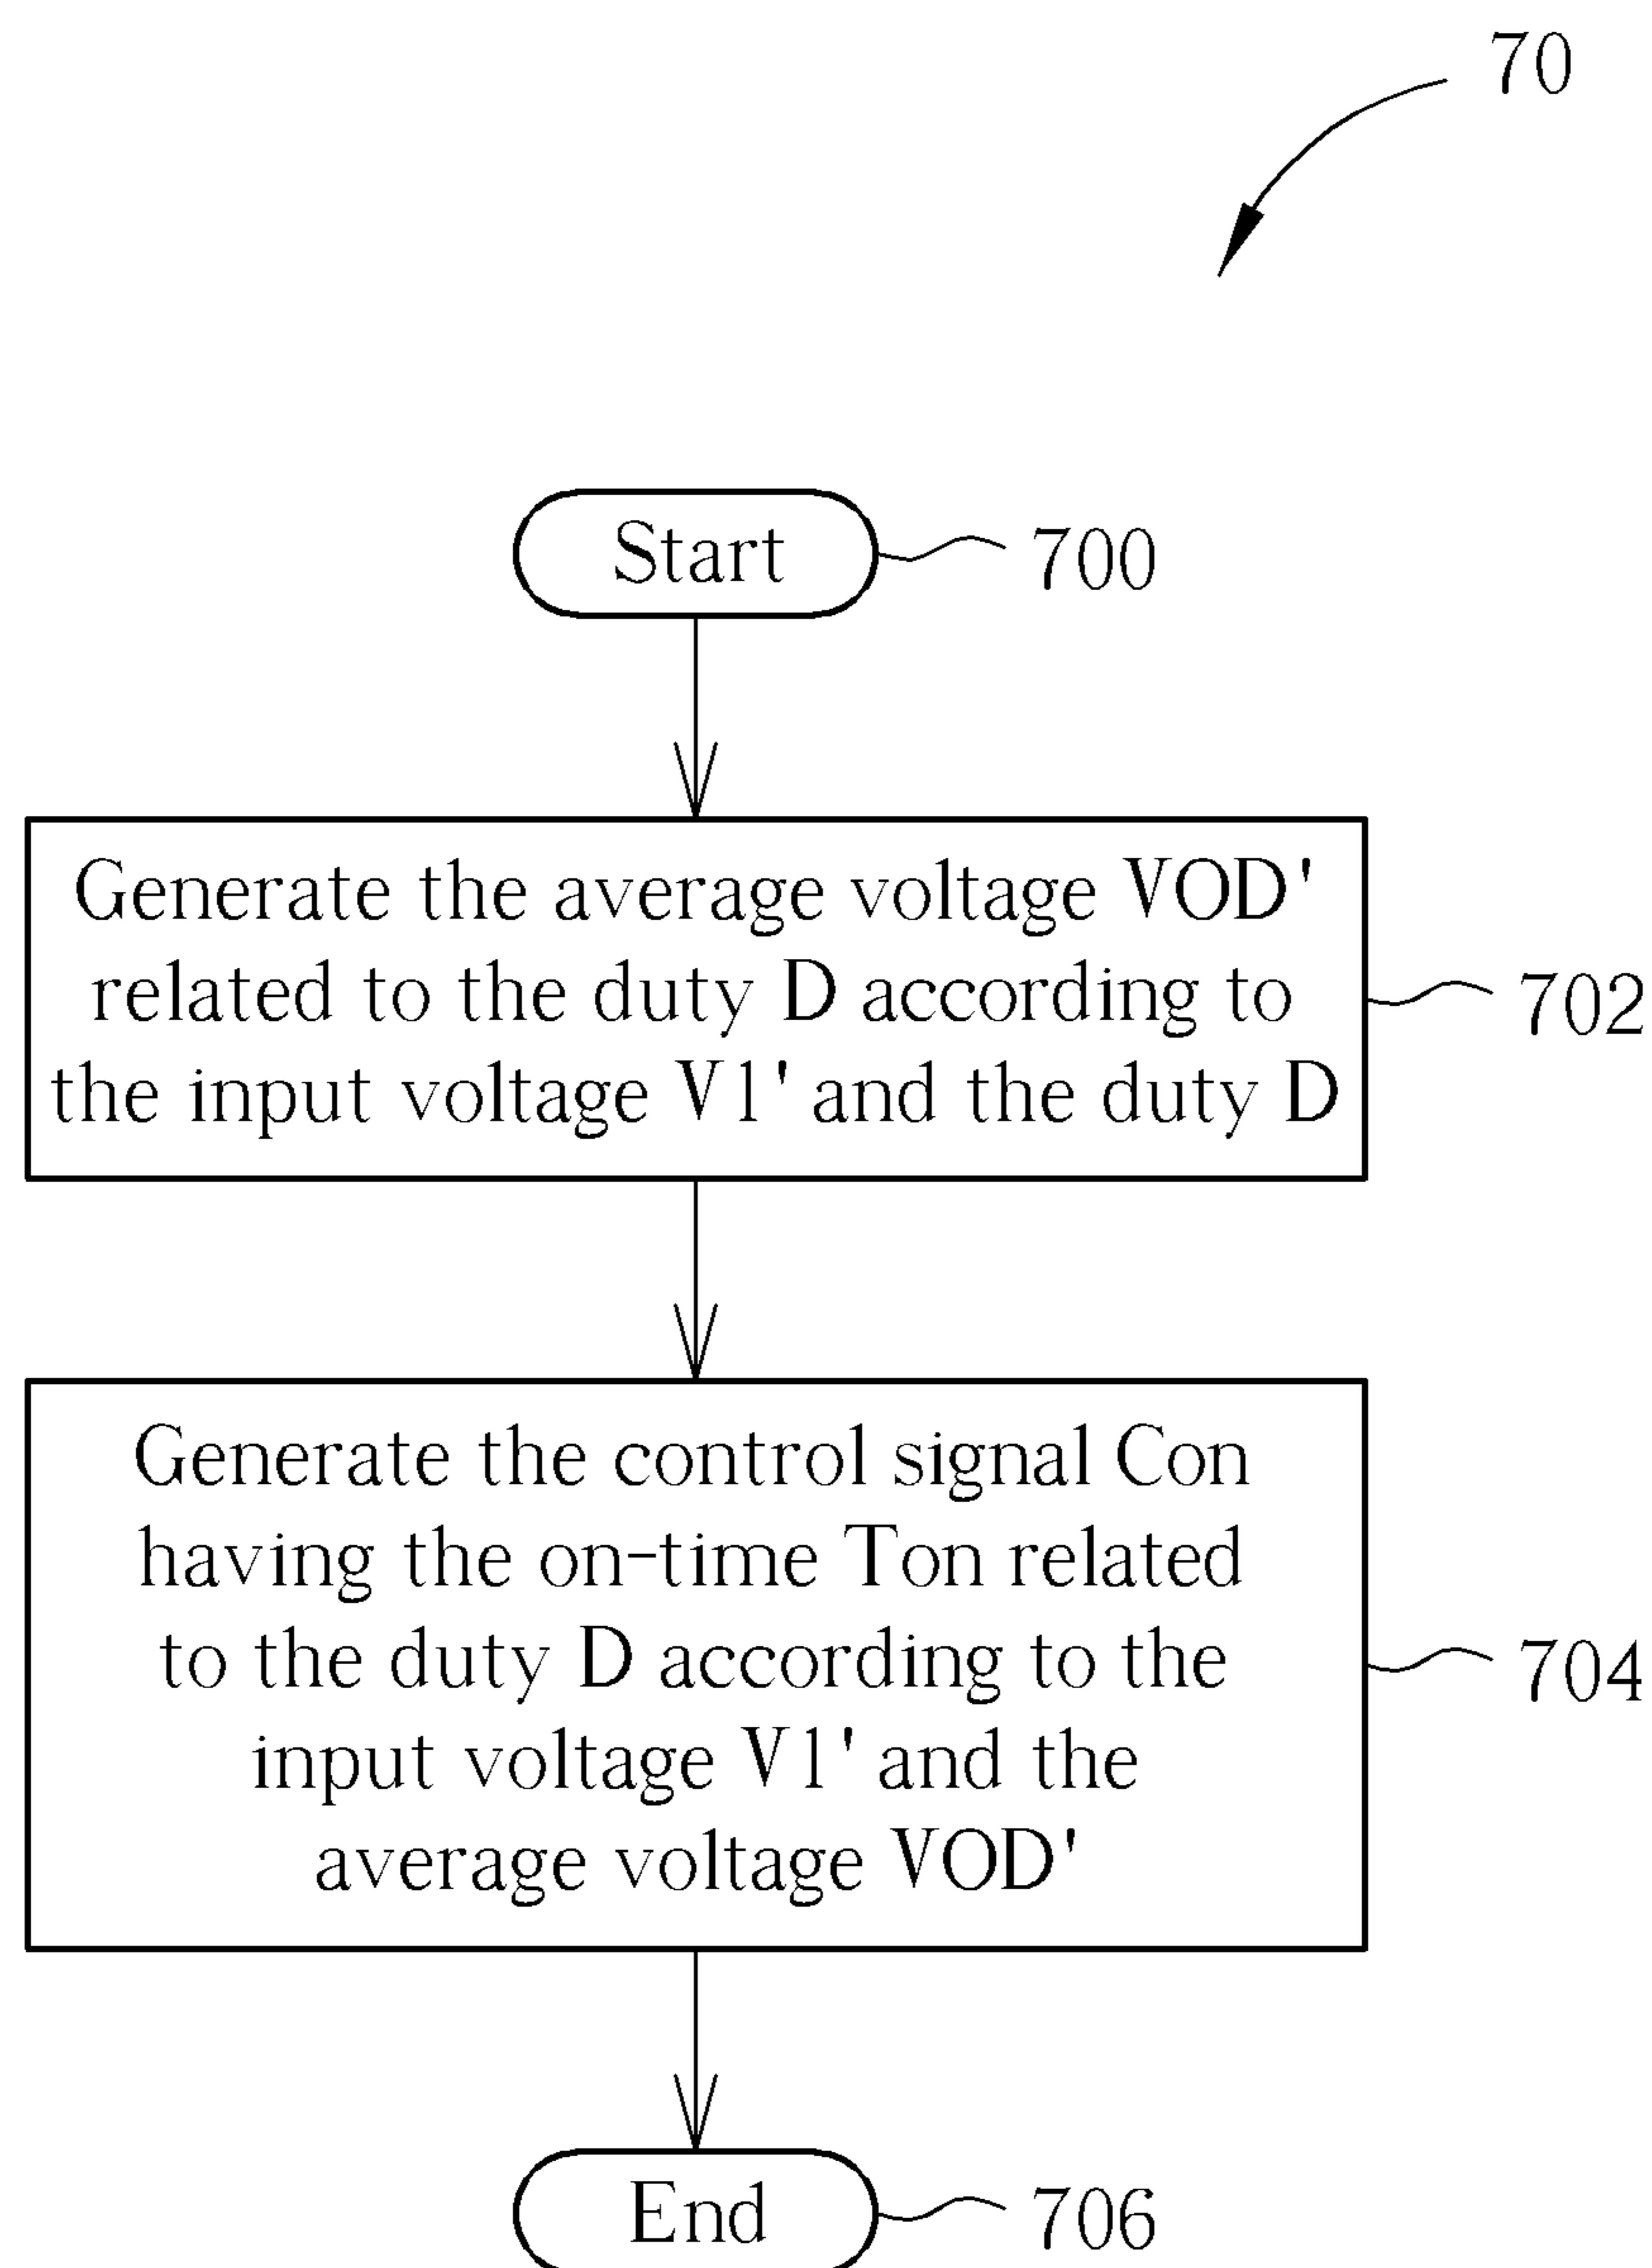 70
Start
700
Generate the average voltage VOD'
related to the duty D according to
the input voltage V1' and the duty D
702
Generate the control signal Con
having the on-time Ton related
to the duty D according to the
input voltage V1' and the
average voltage VOD'
704
End
706